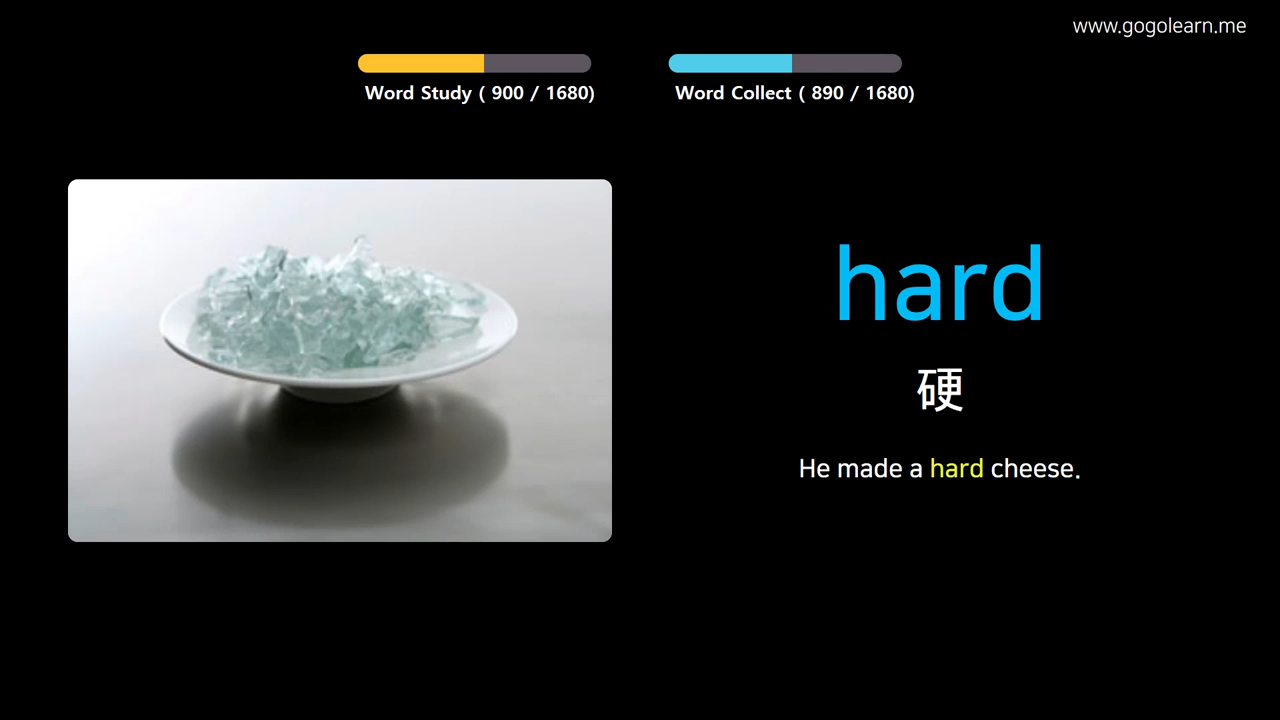 www.gogolearn.me
Word Study ( 900 / 1680)
Word Collect ( 890 / 1680)
hard
硬
He made a hard cheese.